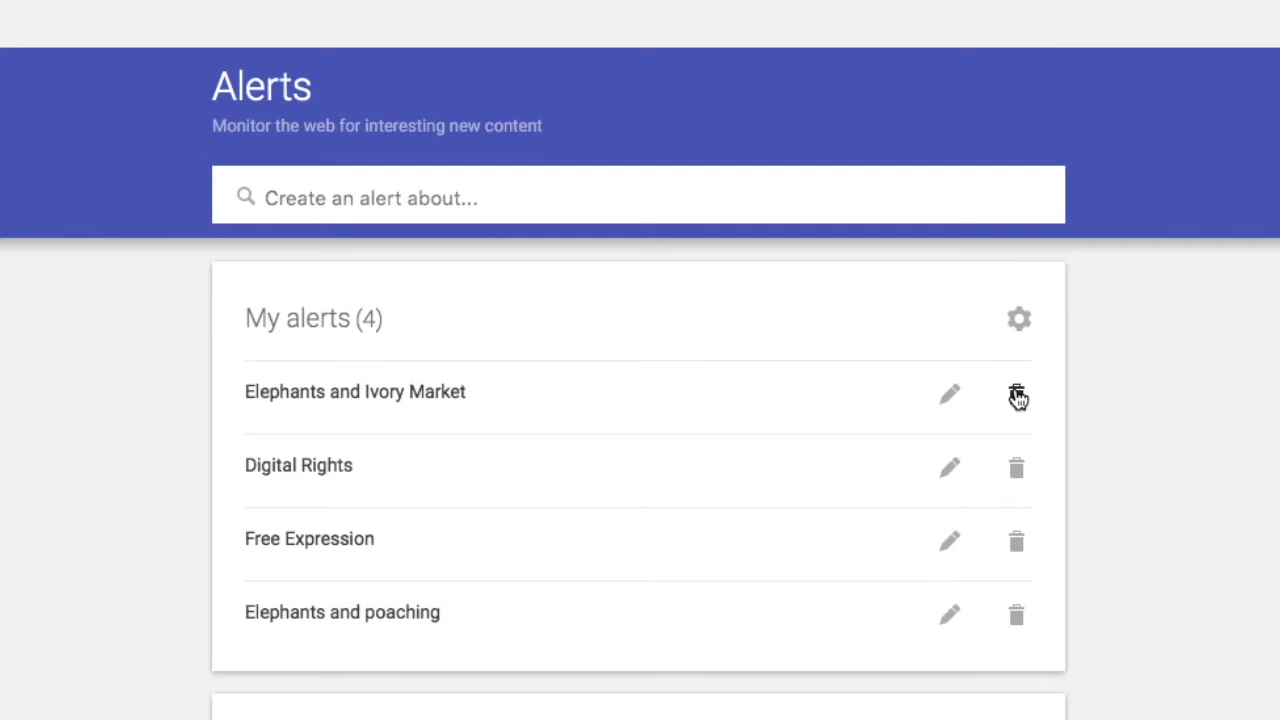 Alerts
Monitor the web for interesting new content
Create an alert about...
My alerts (4)
Elephants and Ivory Market
Digital Rights
Free Expression
Elephants and poaching